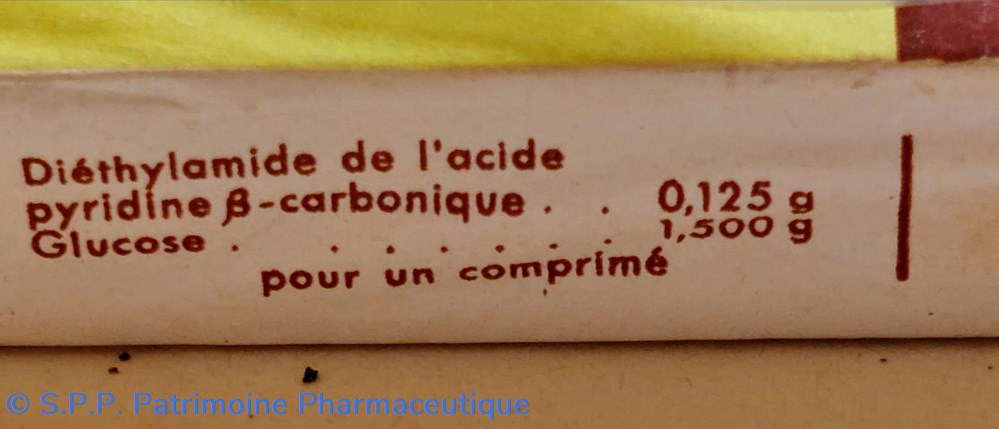 Diéthylamide de l'acide
pyridine β-carbonique . . 0,125 g
Glucose . . . . . . . 1,500 g
pour un comprimé
© S.P.P. Patrimoine Pharmaceutique